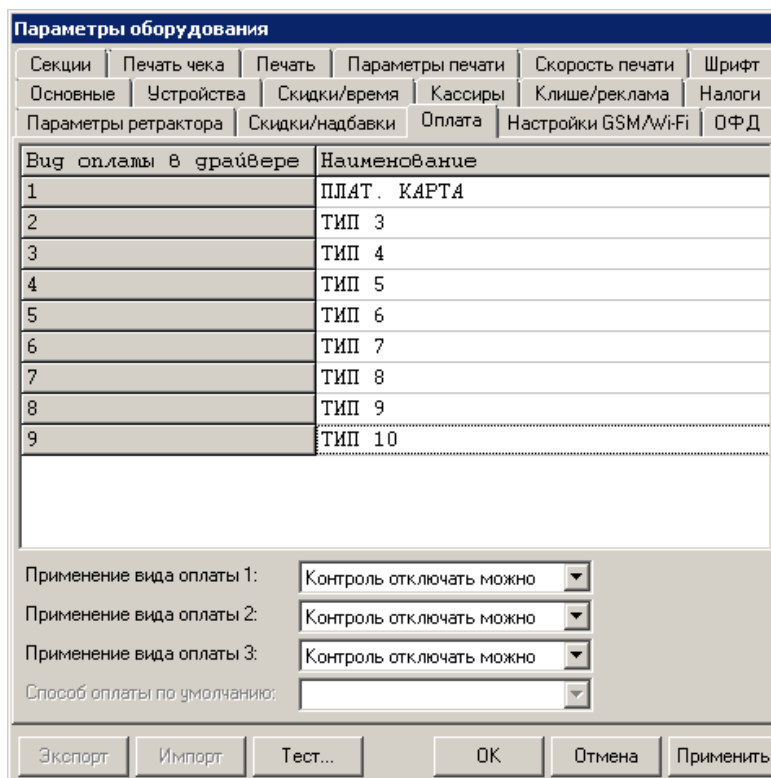 Параметры оборудования
Секции Печать чека Печать Параметры печати Скорость печати Шрифт
Основные Устройства Скидки/время Кассиры Клише/реклама Налоги
Параметры ретрактора Скидки/надбавки Оплата Настройки GSM/Wi-Fi ОФД
Вид оплаты в драйвере Наименование
1 ПЛАТ. КАРТА
2 ТИП 3
3 ТИП 4
4 ТИП 5
5 ТИП 6
6 ТИП 7
7 ТИП 8
8 ТИП 9
9 ТИП 10
Применение вида оплаты 1: Контроль отключать можно
Применение вида оплаты 2: Контроль отключать можно
Применение вида оплаты 3: Контроль отключать можно
Способ оплаты по умолчанию:
Экспорт Импорт Тест... OK Отмена Применить